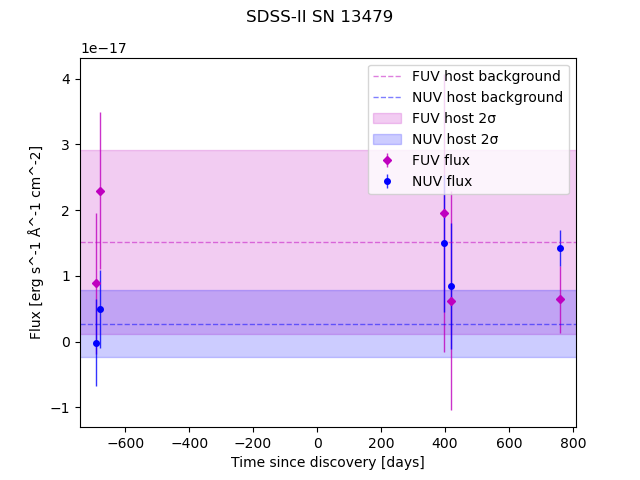 SDSS-II SN 13479
1e−17
FUV host background
NUV host background
FUV host 2σ
NUV host 2σ
FUV flux
NUV flux
4
3
2
1
0
−1
Flux [erg s^-1 Å^-1 cm^-2]
−600 −400 −200 0 200 400 600 800
Time since discovery [days]